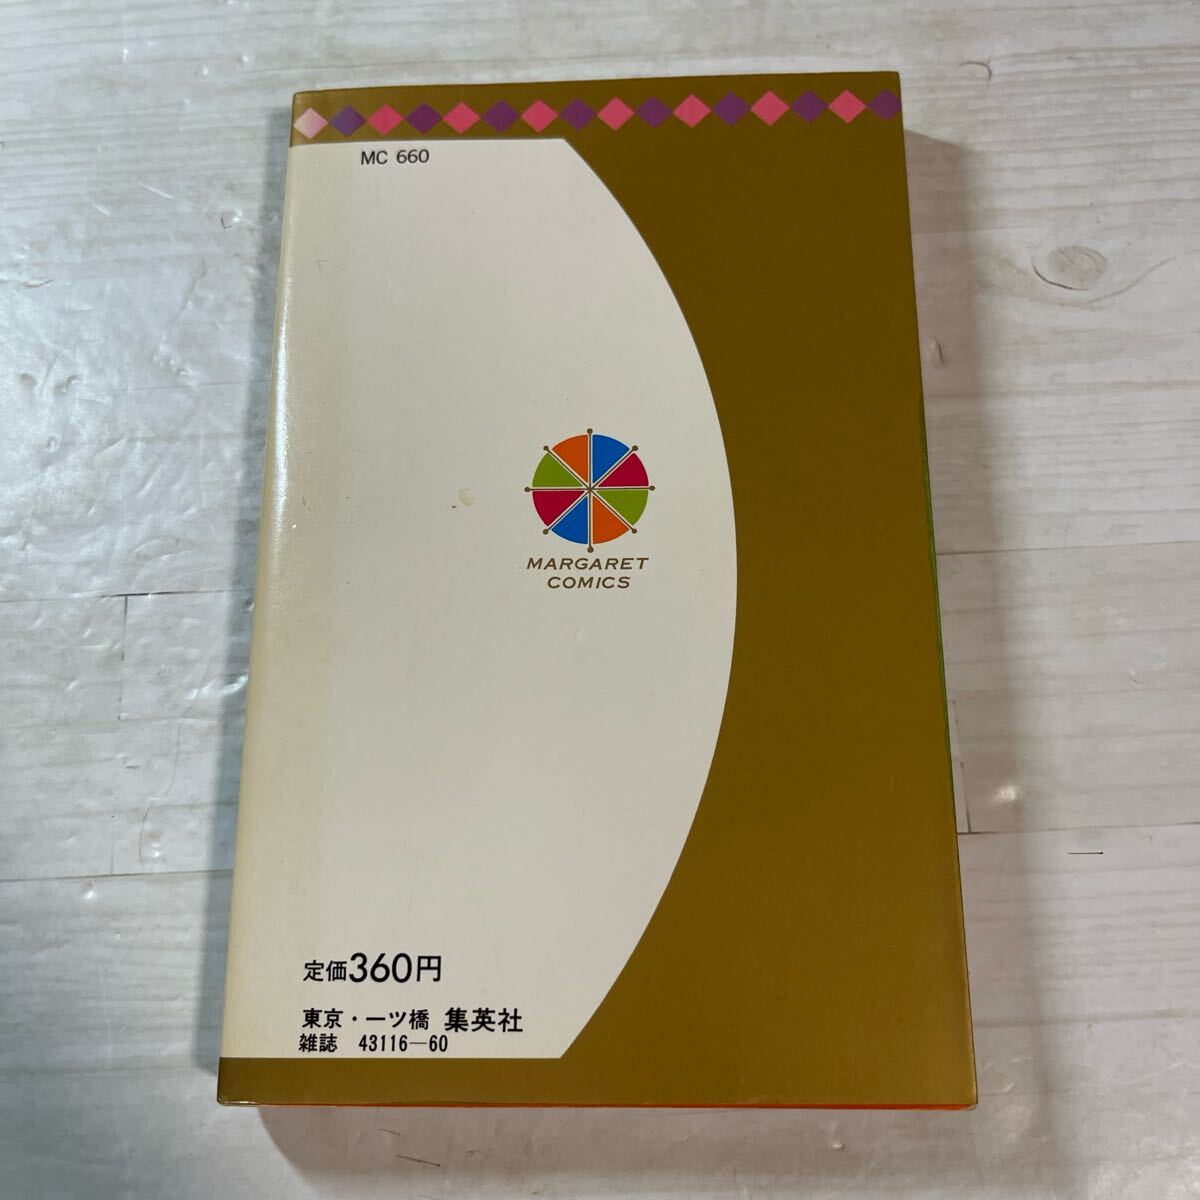 MC 660
MARGARET
COMICS
定価360円
東京・一ツ橋 集英社
雑誌 43116-60